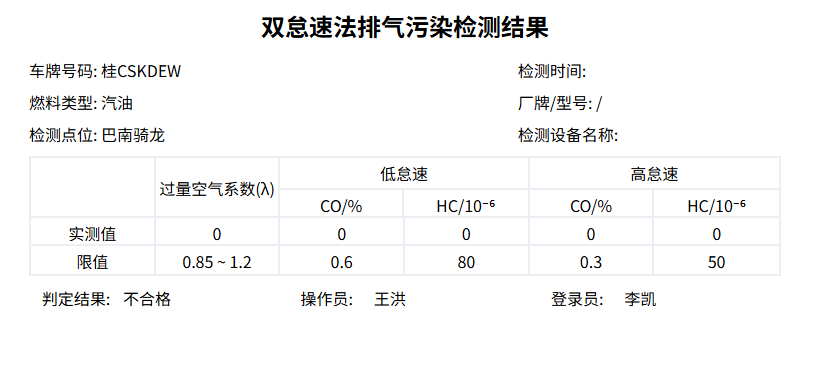 双怠速法排气污染检测结果
车牌号码: 桂CSKDEW 检测时间:
燃料类型: 汽油 厂牌/型号: /
检测点位: 巴南骑龙 检测设备名称:
过量空气系数(λ) 低怠速 高怠速
CO/% HC/10⁻⁶ CO/% HC/10⁻⁶
实测值 0 0 0 0 0
限值 0.85 ~ 1.2 0.6 80 0.3 50
判定结果: 不合格 操作员: 王洪 登录员: 李凯